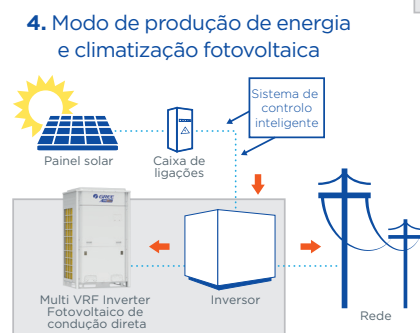 4. Modo de produção de energia
e climatização fotovoltaica
Sistema de
controlo
inteligente
Painel solar
Caixa de
ligações
GREE
Multi VRF Inverter
Fotovoltaico de
condução direta
Inversor
Rede